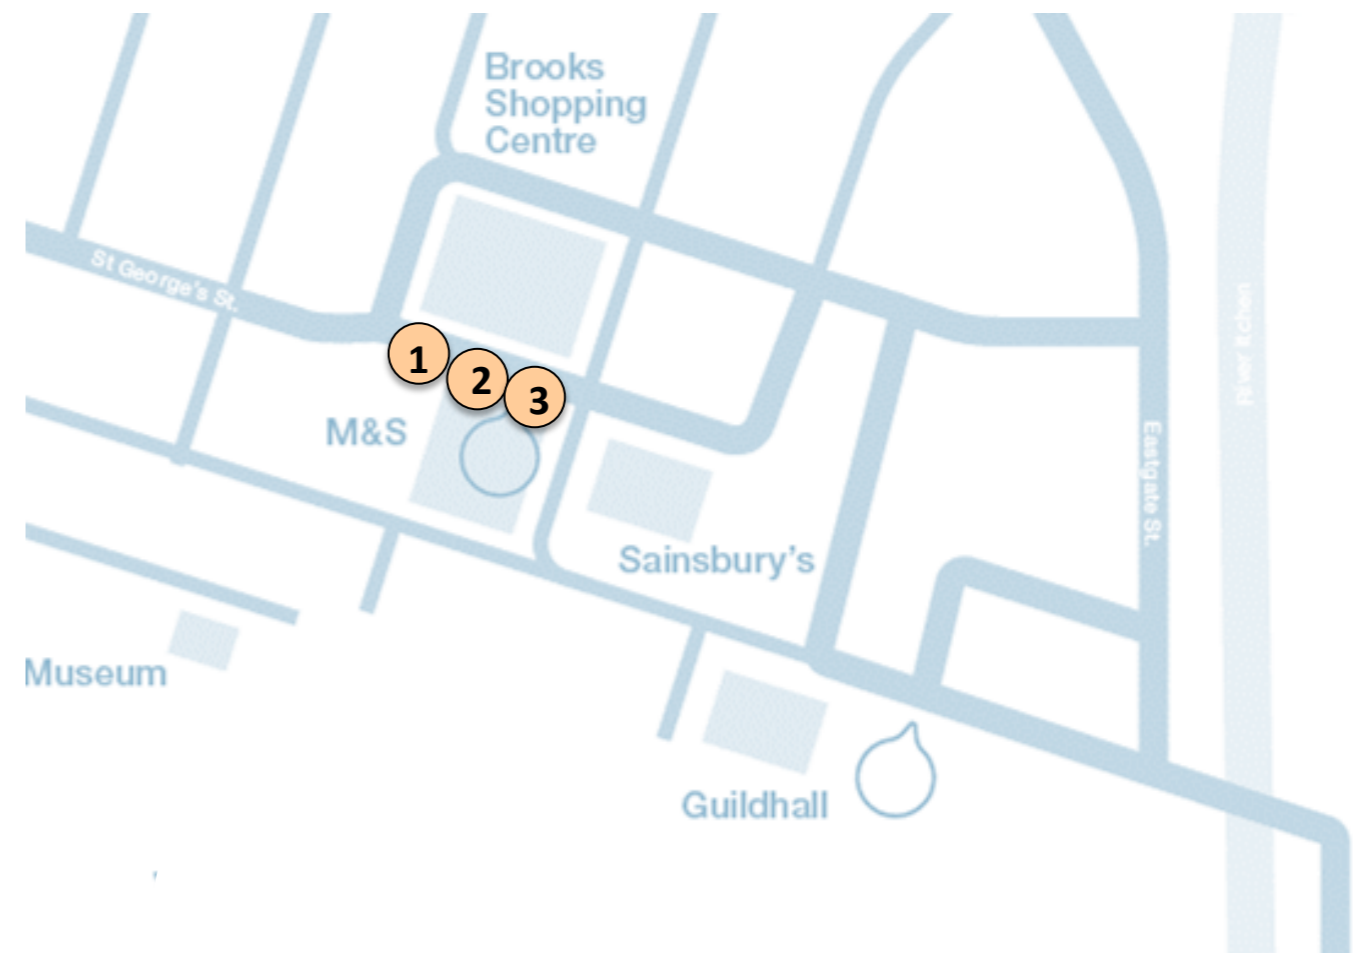 Brooks
Shopping
Centre
St George's St.
River Itchen
1
2
3
M&S
Eastgate St.
Sainsbury's
Museum
Guildhall